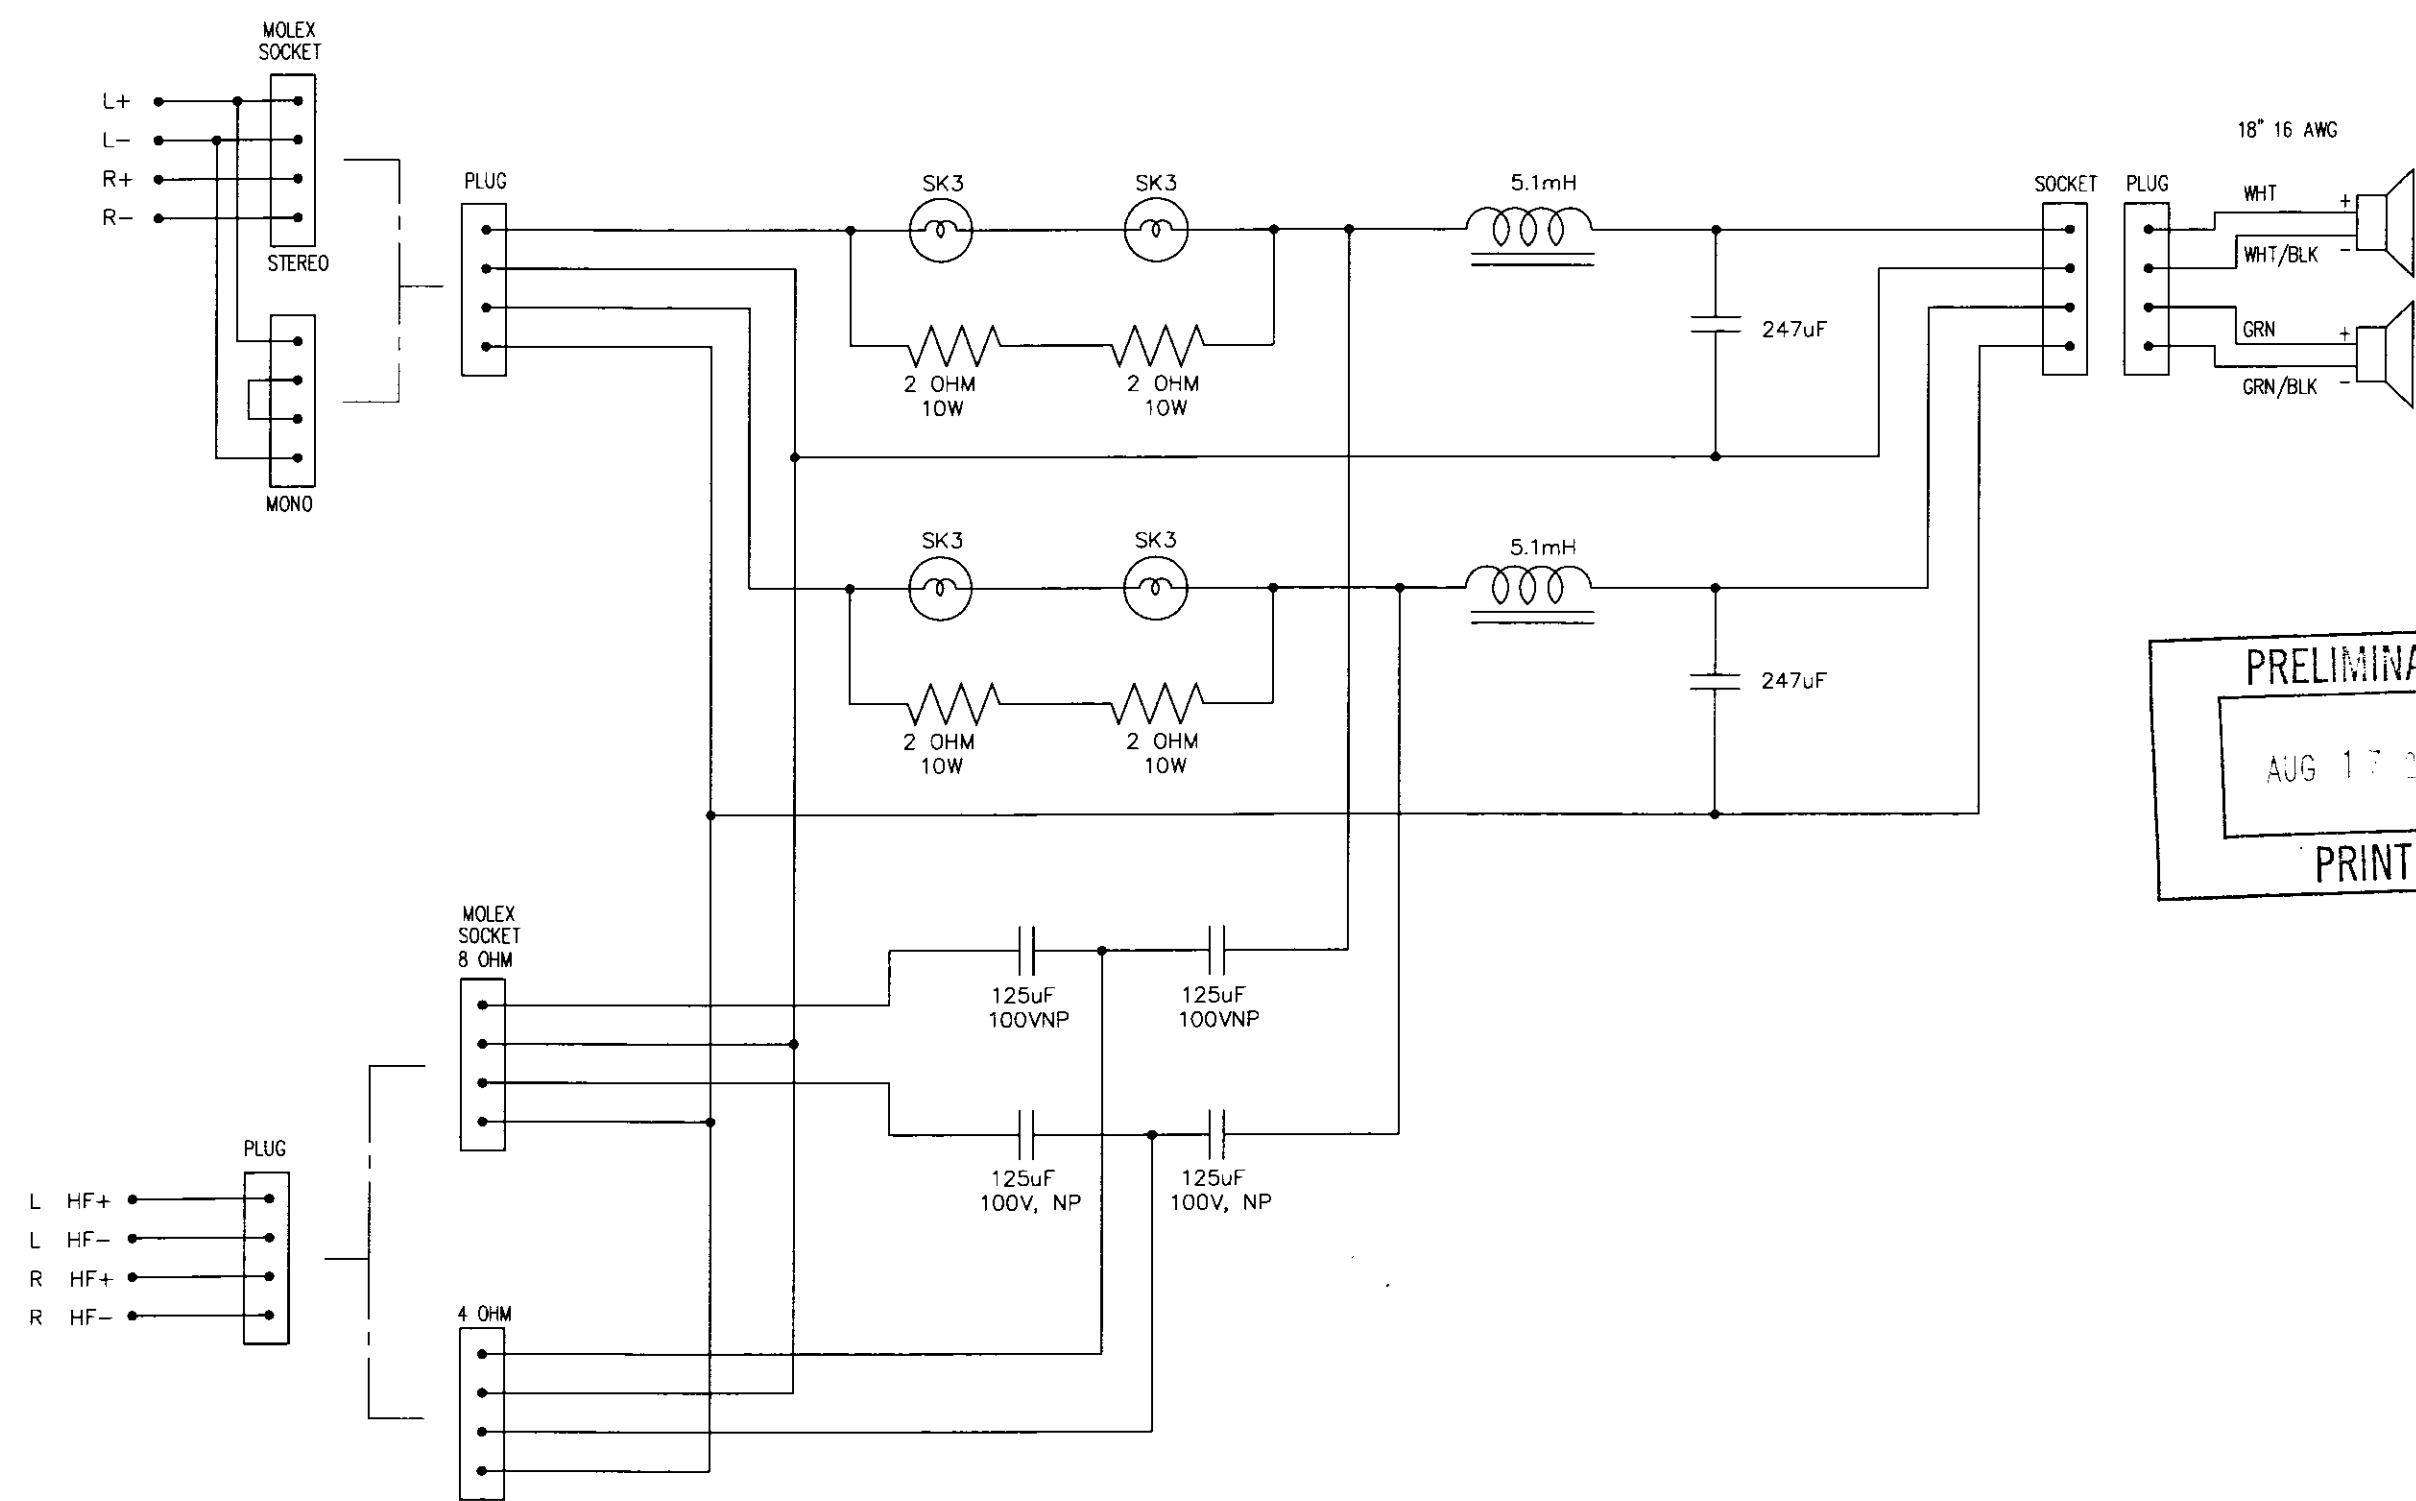 MOLEX
SOCKET
L+
L-
R+
R-
STEREO
MONO
PLUG
SK3
SK3
2 OHM
10W
2 OHM
10W
5.1mH
247uF
SOCKET
PLUG
18" 16 AWG
WHT
+
WHT/BLK
-
GRN
+
GRN/BLK
-
SK3
SK3
2 OHM
10W
2 OHM
10W
5.1mH
247uF
AUG 17
PRINT
MOLEX
SOCKET
8 OHM
125uF
100VNP
125uF
100VNP
125uF
100V, NP
125uF
100V, NP
PLUG
L HF+
L HF-
R HF+
R HF-
4 OHM